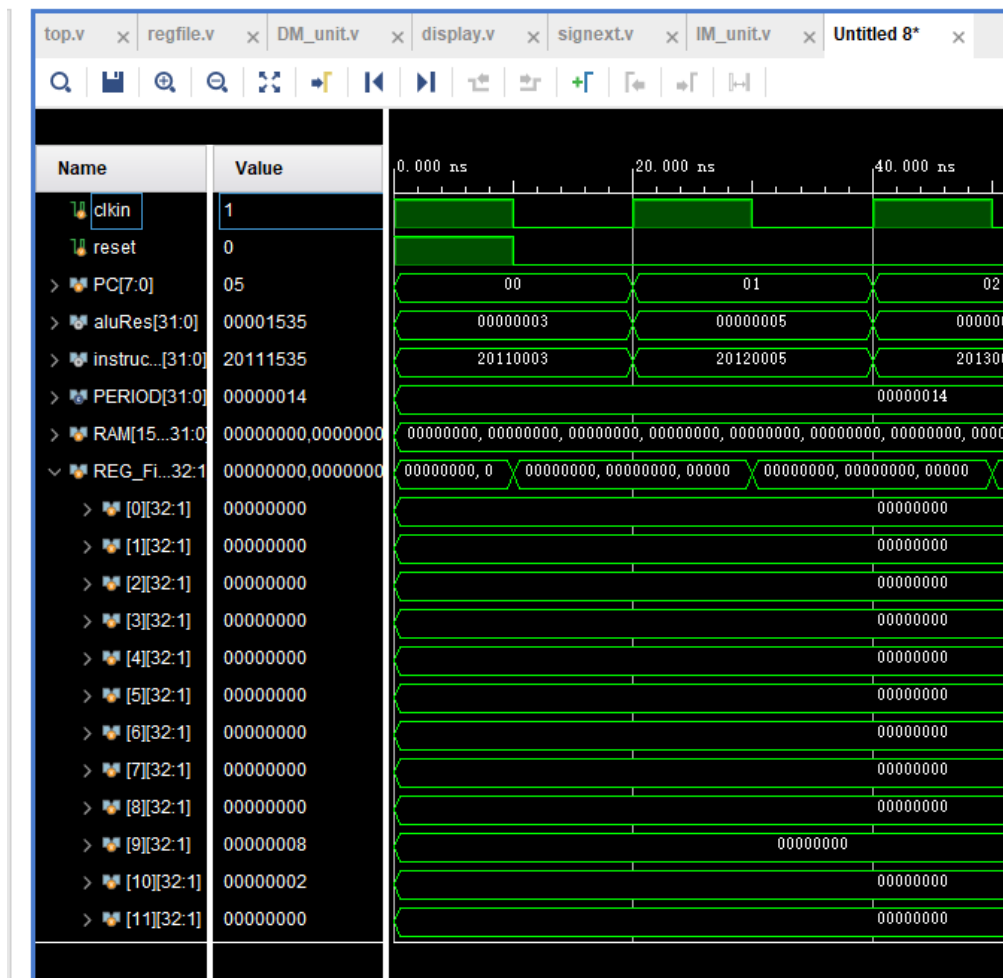 top.v × regfile.v × DM_unit.v × display.v × signext.v × IM_unit.v × Untitled 8* ×
Name Value 0.000 ns 20.000 ns 40.000 ns
clkin 1
reset 0
PC[7:0] 05 00 01 02
aluRes[31:0] 00001535 00000003 00000005 000000
instruc...[31:0] 20111535 20110003 20120005 201300
PERIOD[31:0] 00000014 00000014
RAM[15...31:0] 00000000,0000000 00000000, 00000000, 00000000, 00000000, 00000000, 00000000, 00000000, 0000
REG_Fi...32:1 00000000,0000000 00000000, 0 00000000, 00000000, 00000 00000000, 00000000, 00000
[0][32:1] 00000000 00000000
[1][32:1] 00000000 00000000
[2][32:1] 00000000 00000000
[3][32:1] 00000000 00000000
[4][32:1] 00000000 00000000
[5][32:1] 00000000 00000000
[6][32:1] 00000000 00000000
[7][32:1] 00000000 00000000
[8][32:1] 00000000 00000000
[9][32:1] 00000008 00000000
[10][32:1] 00000002 00000000
[11][32:1] 00000000 00000000